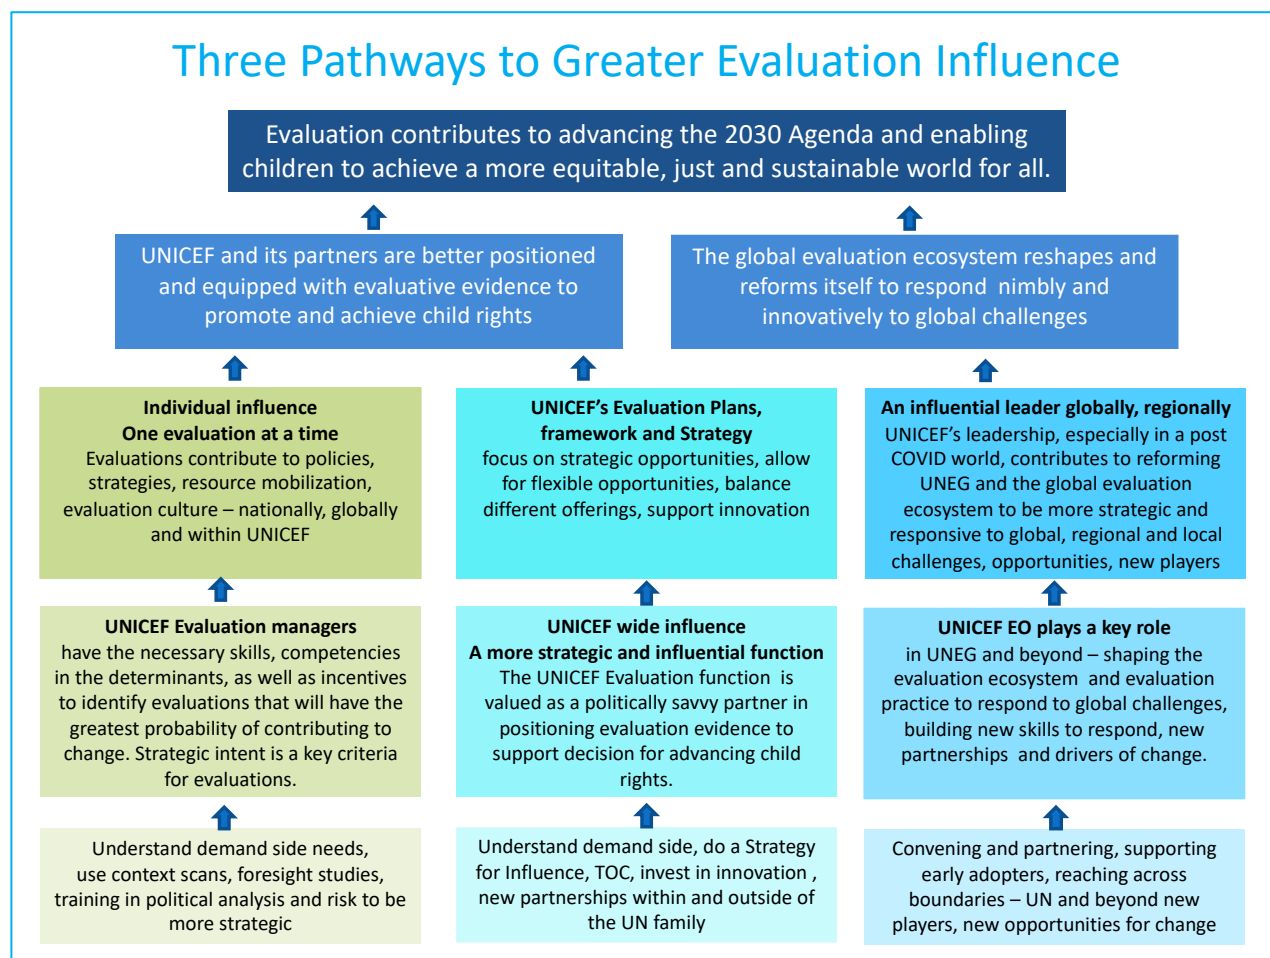 Three Pathways to Greater Evaluation Influence
Evaluation contributes to advancing the 2030 Agenda and enabling
children to achieve a more equitable, just and sustainable world for all.
UNICEF and its partners are better positioned
and equipped with evaluative evidence to
promote and achieve child rights
The global evaluation ecosystem reshapes and
reforms itself to respond nimbly and
innovatively to global challenges
Individual influence
One evaluation at a time
Evaluations contribute to policies,
strategies, resource mobilization,
evaluation culture – nationally, globally
and within UNICEF
UNICEF's Evaluation Plans,
framework and Strategy
focus on strategic opportunities, allow
for flexible opportunities, balance
different offerings, support innovation
An influential leader globally, regionally
UNICEF's leadership, especially in a post
COVID world, contributes to reforming
UNEG and the global evaluation
ecosystem to be more strategic and
responsive to global, regional and local
challenges, opportunities, new players
UNICEF Evaluation managers
have the necessary skills, competencies
in the determinants, as well as incentives
to identify evaluations that will have the
greatest probability of contributing to
change. Strategic intent is a key criteria
for evaluations.
UNICEF wide influence
A more strategic and influential function
The UNICEF Evaluation function is
valued as a politically savvy partner in
positioning evaluation evidence to
support decision for advancing child
rights.
UNICEF EO plays a key role
in UNEG and beyond – shaping the
evaluation ecosystem and evaluation
practice to respond to global challenges,
building new skills to respond, new
partnerships and drivers of change.
Understand demand side needs,
use context scans, foresight studies,
training in political analysis and risk to be
more strategic
Understand demand side, do a Strategy
for Influence, TOC, invest in innovation ,
new partnerships within and outside of
the UN family
Convening and partnering, supporting
early adopters, reaching across
boundaries – UN and beyond new
players, new opportunities for change